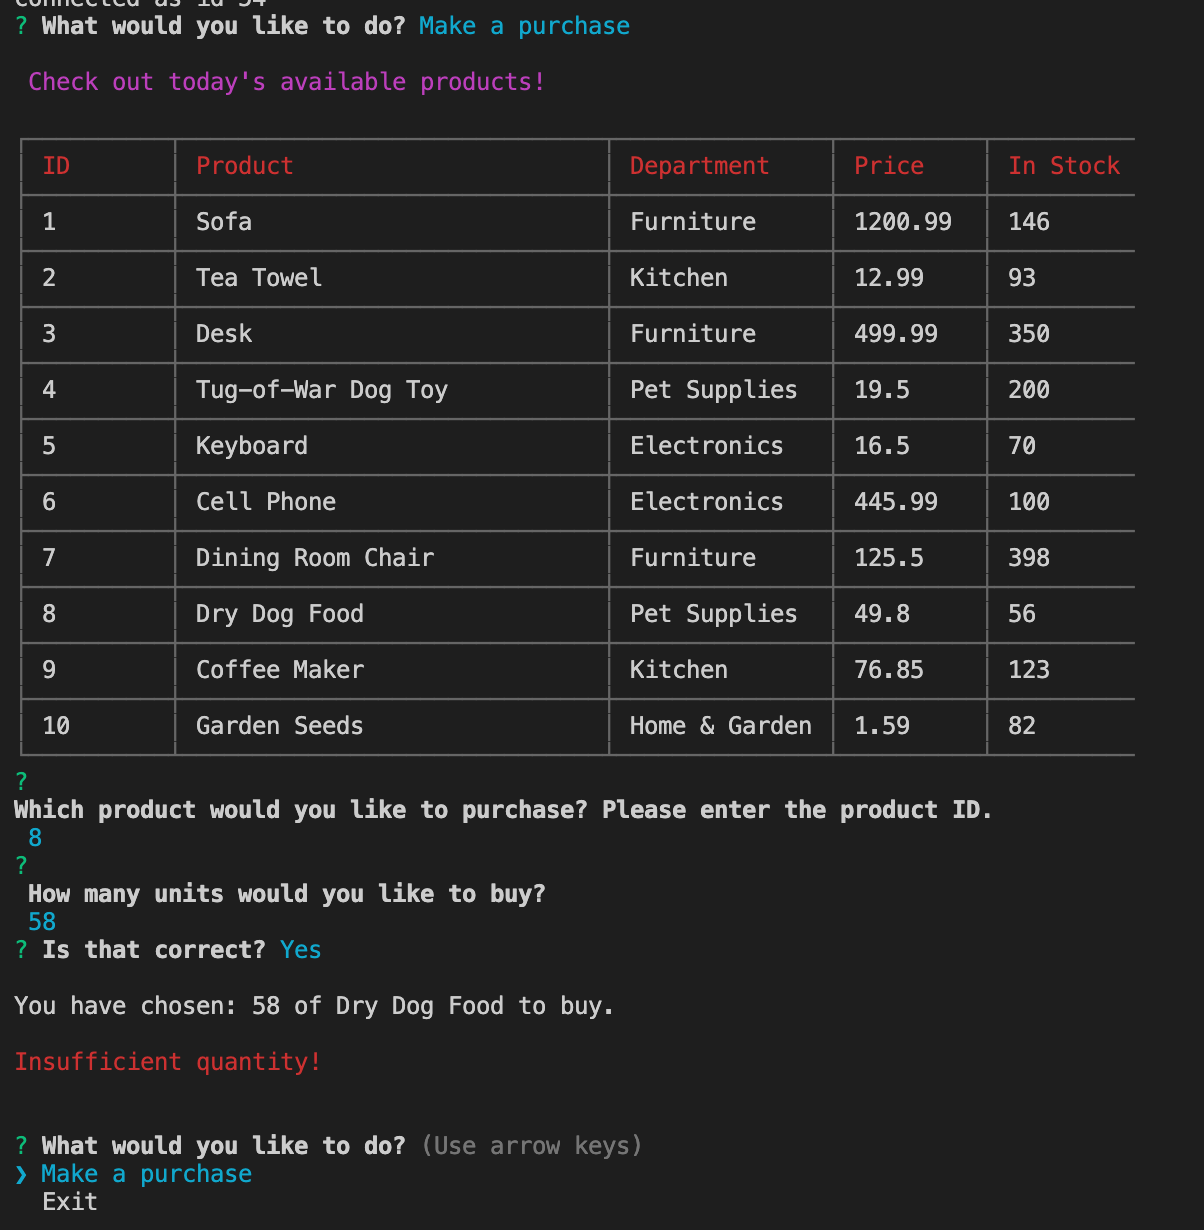 connected as id 54
? What would you like to do? Make a purchase
Check out today's available products!
ID Product Department Price In Stock
1 Sofa Furniture 1200.99 146
2 Tea Towel Kitchen 12.99 93
3 Desk Furniture 499.99 350
4 Tug-of-War Dog Toy Pet Supplies 19.5 200
5 Keyboard Electronics 16.5 70
6 Cell Phone Electronics 445.99 100
7 Dining Room Chair Furniture 125.5 398
8 Dry Dog Food Pet Supplies 49.8 56
9 Coffee Maker Kitchen 76.85 123
10 Garden Seeds Home & Garden 1.59 82
?
Which product would you like to purchase? Please enter the product ID.
8
?
How many units would you like to buy?
58
? Is that correct? Yes
You have chosen: 58 of Dry Dog Food to buy.
Insufficient quantity!
? What would you like to do? (Use arrow keys)
❯ Make a purchase
Exit